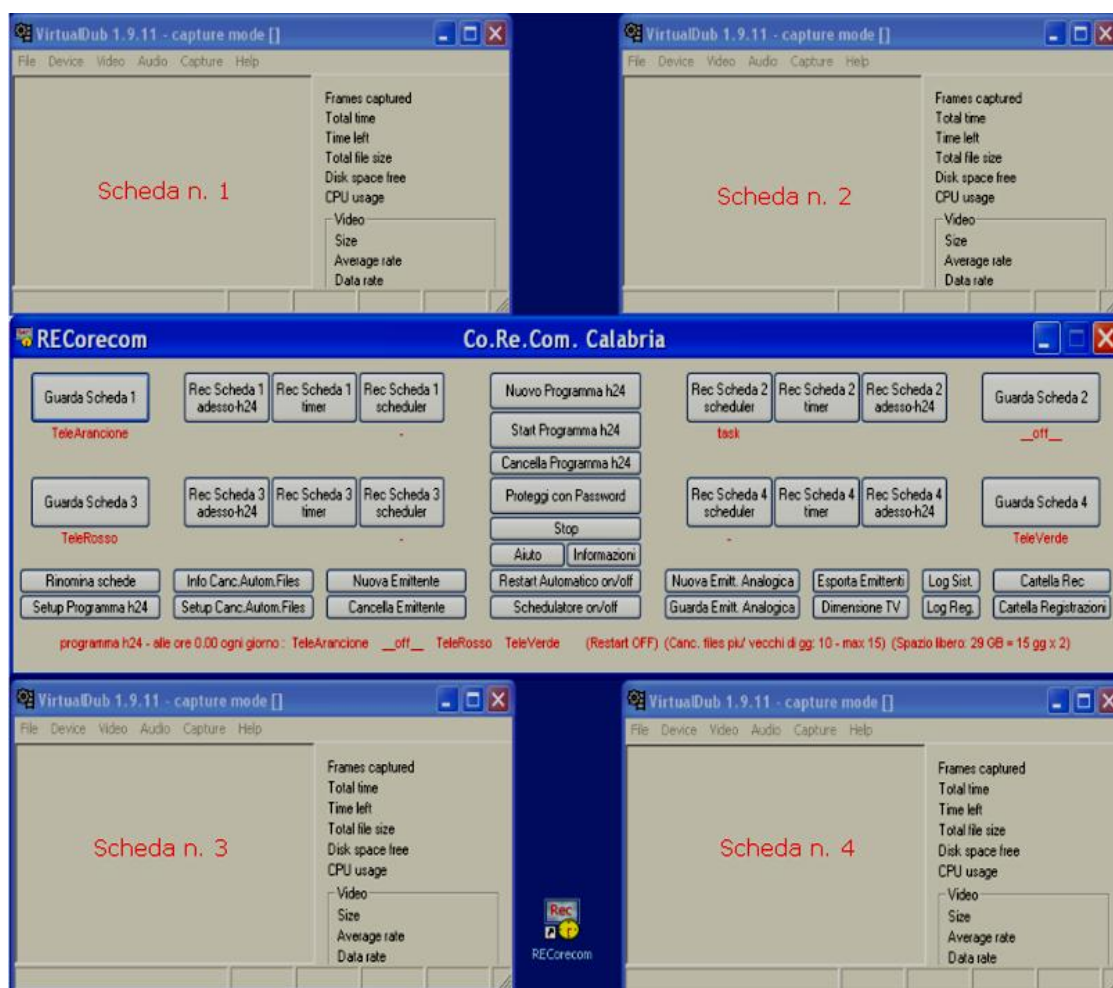 VirtualDub 1.9.11 - capture mode []
File Device Video Audio Capture Help
Frames captured
Total time
Time left
Total file size
Disk space free
CPU usage
Video
Size
Average rate
Data rate
Scheda n. 1
VirtualDub 1.9.11 - capture mode []
File Device Video Audio Capture Help
Frames captured
Total time
Time left
Total file size
Disk space free
CPU usage
Video
Size
Average rate
Data rate
Scheda n. 2
RECorecom Co.Re.Com. Calabria
Guarda Scheda 1
TeleArancione
Rec Scheda 1
adesso-h24
Rec Scheda 1
timer
Rec Scheda 1
scheduler
-
Nuovo Programma h24
Start Programma h24
Cancella Programma h24
Rec Scheda 2
scheduler
task
Rec Scheda 2
timer
Rec Scheda 2
adesso-h24
Guarda Scheda 2
__off__
Guarda Scheda 3
TeleRosso
Rec Scheda 3
adesso-h24
Rec Scheda 3
timer
Rec Scheda 3
scheduler
-
Proteggi con Password
Stop
Aiuto Informazioni
Rec Scheda 4
scheduler
-
Rec Scheda 4
timer
Rec Scheda 4
adesso-h24
Guarda Scheda 4
TeleVerde
Rinomina schede Info Canc.Autom.Files Nuova Emittente Restart Automatico on/off Nuova Emitt. Analogica Esporta Emittenti Log Sist. Cartella Rec
Setup Programma h24 Setup Canc.Autom.Files Cancella Emittente Schedulatore on/off Guarda Emitt. Analogica Dimensione TV Log Reg. Cartella Registrazioni
programma h24 - alle ore 0.00 ogni giorno : TeleArancione __off__ TeleRosso TeleVerde (Restart OFF) (Canc. files piu' vecchi di gg: 10 - max 15) (Spazio libero: 29 GB = 15 gg x 2)
VirtualDub 1.9.11 - capture mode []
File Device Video Audio Capture Help
Frames captured
Total time
Time left
Total file size
Disk space free
CPU usage
Video
Size
Average rate
Data rate
Scheda n. 3
Rec
RECorecom
VirtualDub 1.9.11 - capture mode []
File Device Video Audio Capture Help
Frames captured
Total time
Time left
Total file size
Disk space free
CPU usage
Video
Size
Average rate
Data rate
Scheda n. 4